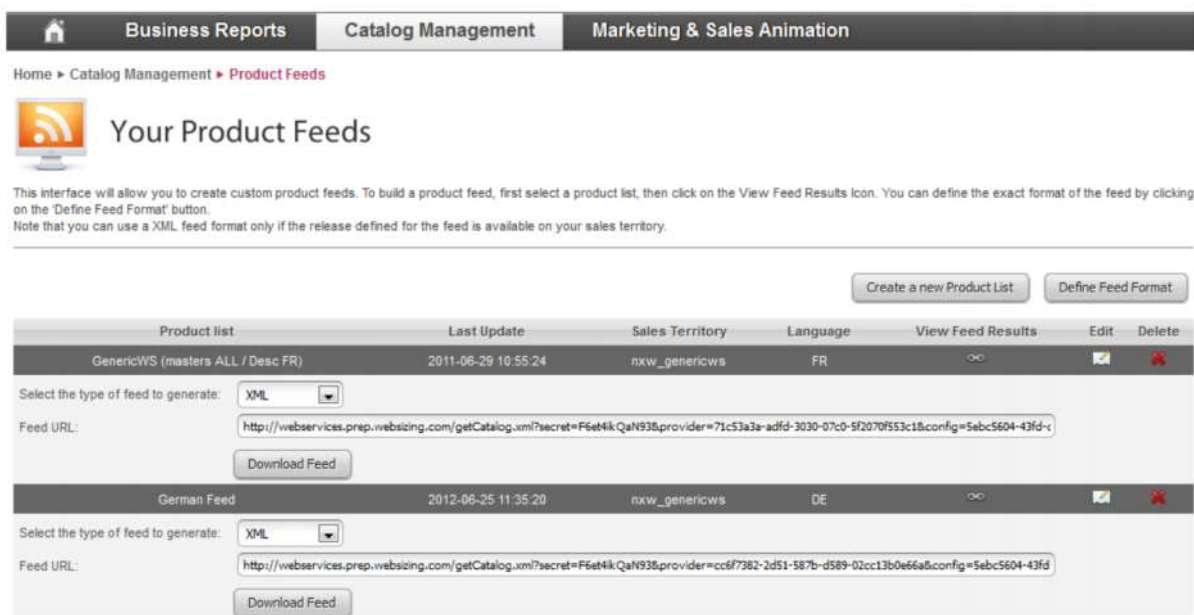 Business Reports Catalog Management Marketing & Sales Animation
Home ▸ Catalog Management ▸ Product Feeds
Your Product Feeds
This interface will allow you to create custom product feeds. To build a product feed, first select a product list, then click on the View Feed Results Icon. You can define the exact format of the feed by clicking
on the 'Define Feed Format' button.
Note that you can use a XML feed format only if the release defined for the feed is available on your sales territory.
Create a new Product List Define Feed Format
Product list Last Update Sales Territory Language View Feed Results Edit Delete
GenericWS (masters ALL / Desc FR) 2011-06-29 10:55:24 nxw_genericws FR
Select the type of feed to generate: XML
Feed URL: http://webservices.prep.websizing.com/getCatalog.xml?secret=F6et4ikQaN93&provider=71c53a3a-adfd-3030-07c0-5f2070f553c1&config=5ebc5604-43fd-c
Download Feed
German Feed 2012-06-25 11:35:20 nxw_genericws DE
Select the type of feed to generate: XML
Feed URL: http://webservices.prep.websizing.com/getCatalog.xml?secret=F6et4ikQaN93&provider=cc6f7382-2d51-587b-d589-02cc13b0e66a&config=5ebc5604-43fd
Download Feed